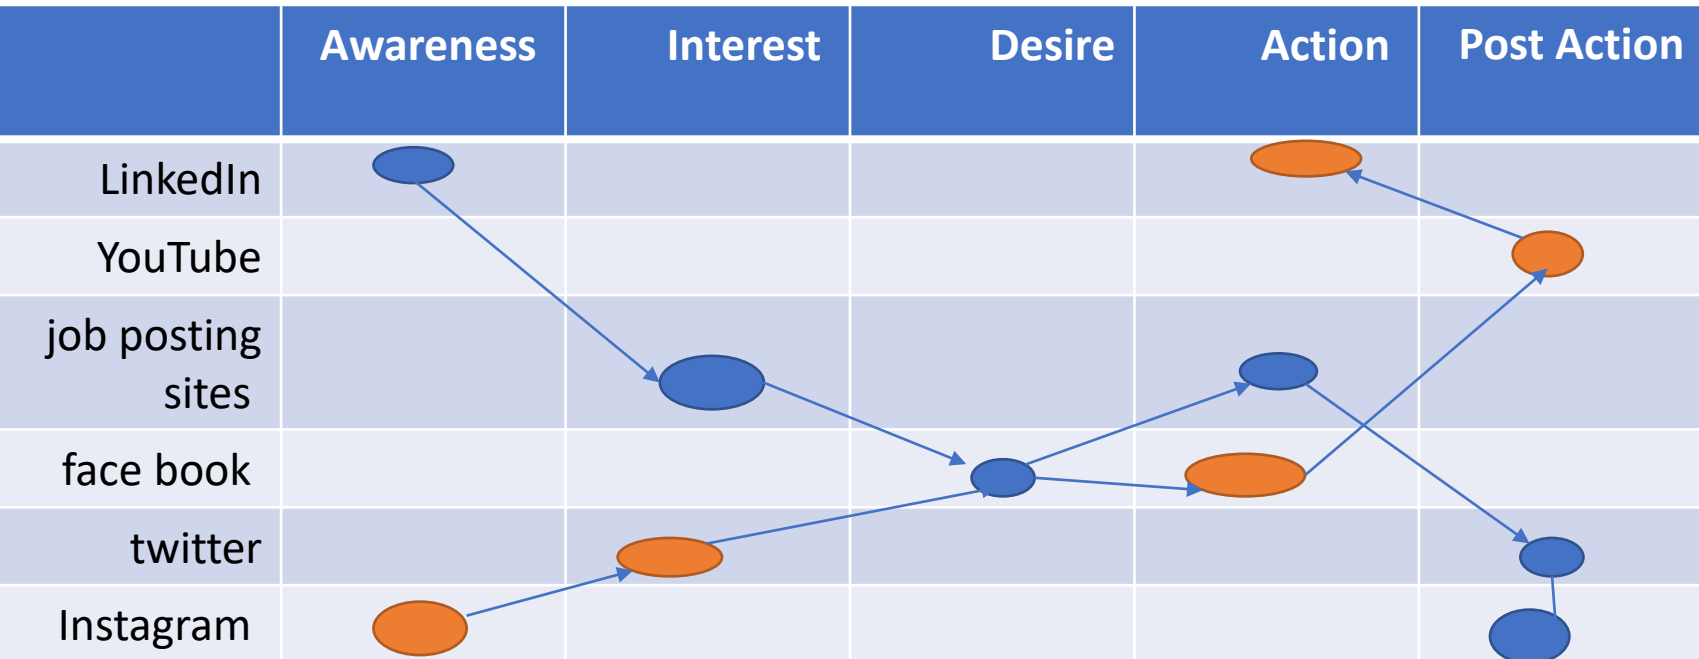 Awareness Interest Desire Action Post Action
LinkedIn
YouTube
job posting
sites
face book
twitter
Instagram